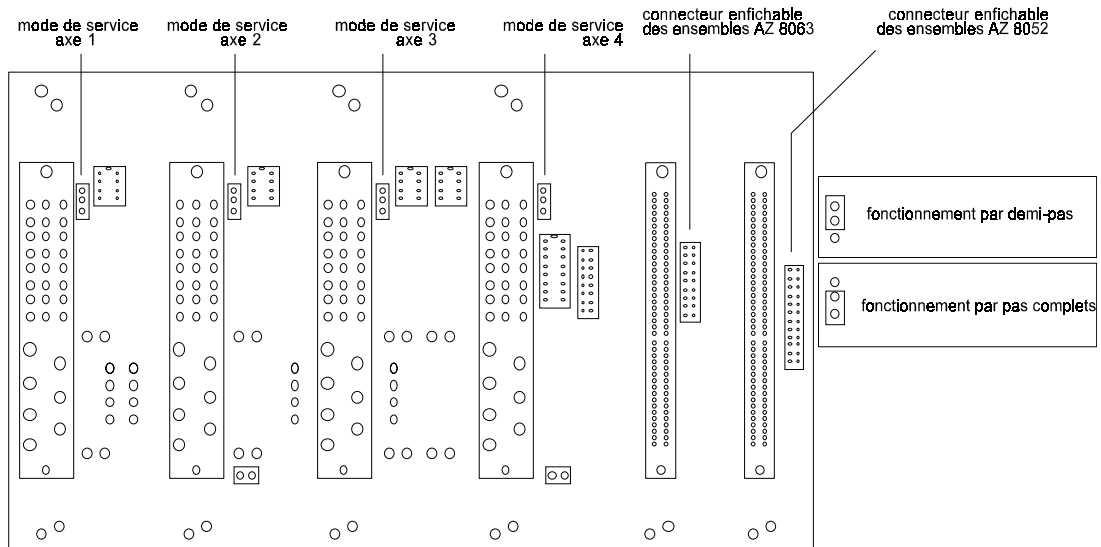 mode de service
axe 1
mode de service
axe 2
mode de service
axe 3
mode de service
axe 4
connecteur enfichable
des ensembles AZ 8063
connecteur enfichable
des ensembles AZ 8052
fonctionnement par demi-pas
fonctionnement par pas complets